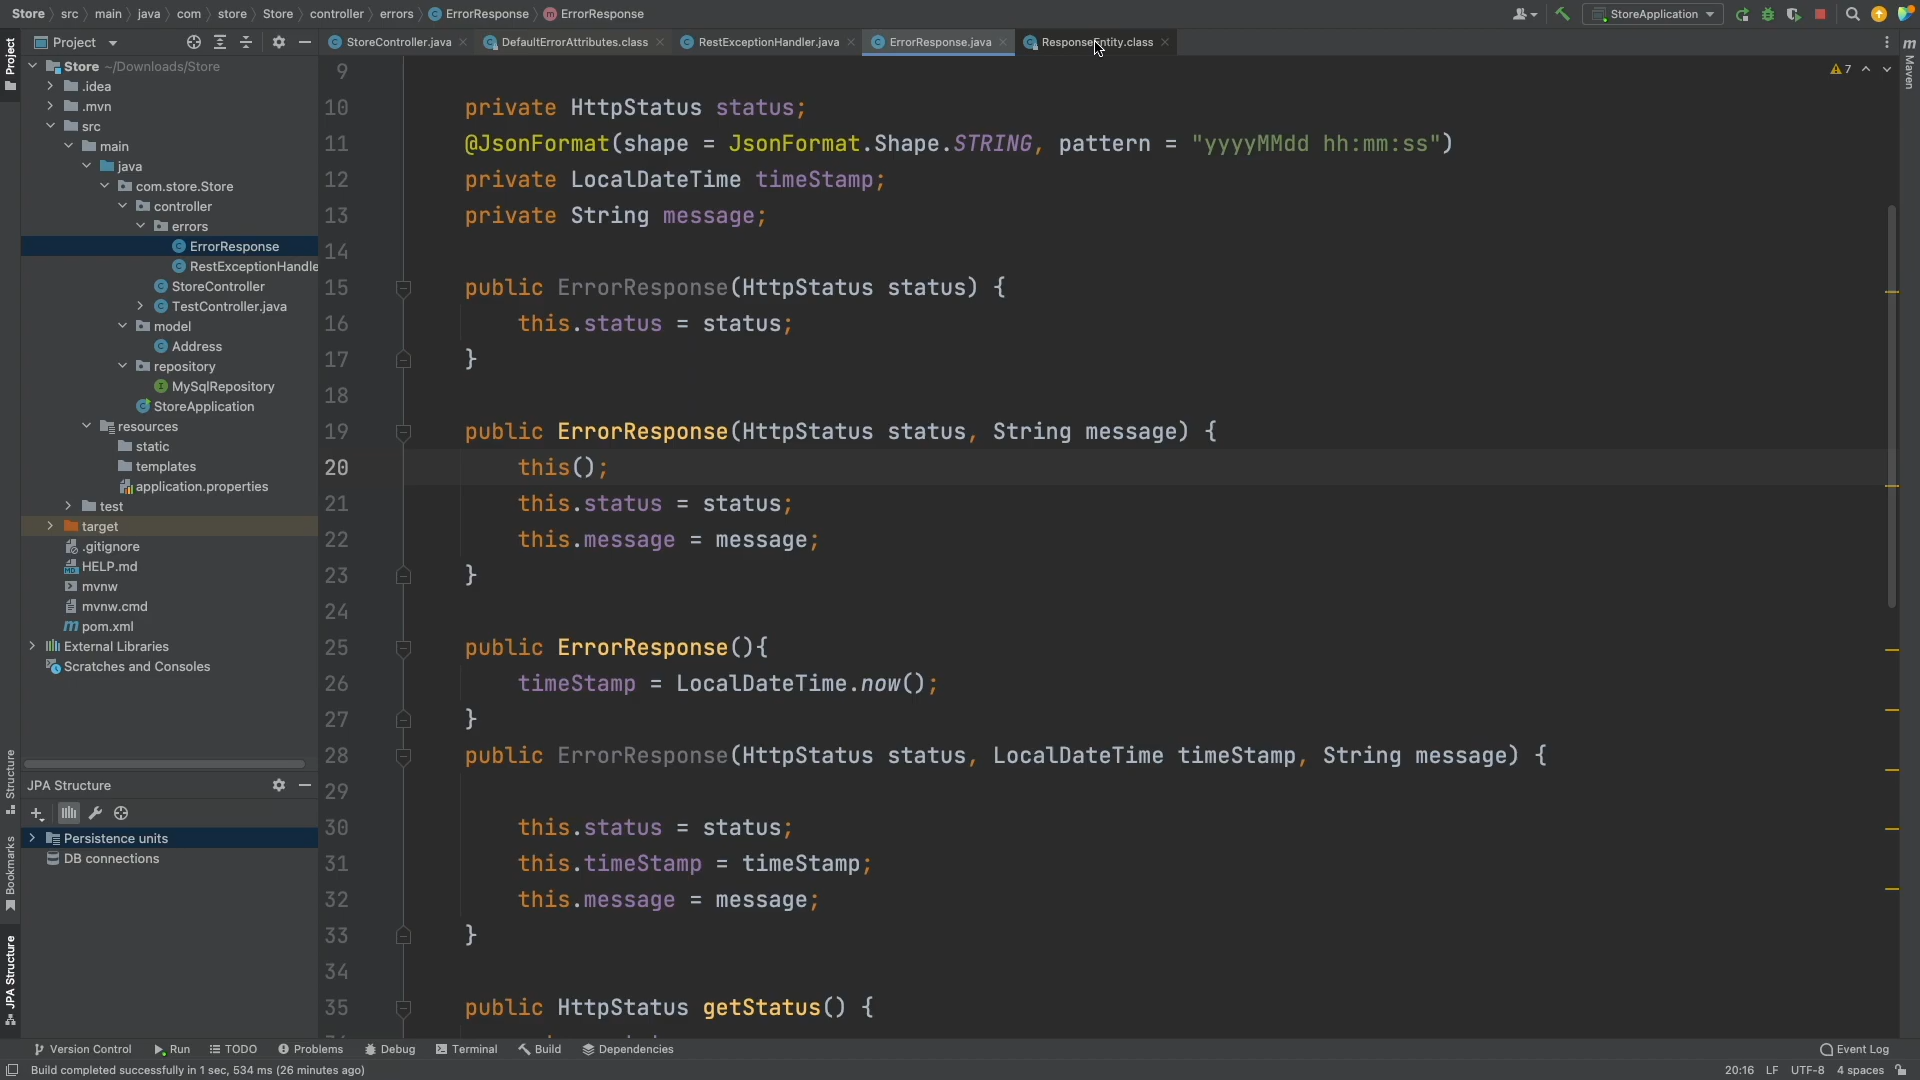 Store src main java com store Store controller errors ErrorResponse ErrorResponse
StoreApplication
Project
StoreController.java
DefaultErrorAttributes.class
RestExceptionHandler.java
ErrorResponse.java
ResponseEntity.class
Project
Store ~/Downloads/Store
.idea
.mvn
src
main
java
com.store.Store
controller
errors
ErrorResponse
RestExceptionHandle
StoreController
TestController.java
model
Address
repository
MySqlRepository
StoreApplication
resources
static
templates
application.properties
test
target
.gitignore
HELP.md
mvnw
mvnw.cmd
pom.xml
External Libraries
Scratches and Consoles
JPA Structure
Persistence units
DB connections
Structure
Bookmarks
JPA Structure
7
Maven
9
10 private HttpStatus status;
11 @JsonFormat(shape = JsonFormat.Shape.STRING, pattern = "yyyyMMdd hh:mm:ss")
12 private LocalDateTime timeStamp;
13 private String message;
14
15 public ErrorResponse(HttpStatus status) {
16 this.status = status;
17 }
18
19 public ErrorResponse(HttpStatus status, String message) {
20 this();
21 this.status = status;
22 this.message = message;
23 }
24
25 public ErrorResponse(){
26 timeStamp = LocalDateTime.now();
27 }
28 public ErrorResponse(HttpStatus status, LocalDateTime timeStamp, String message) {
29
30 this.status = status;
31 this.timeStamp = timeStamp;
32 this.message = message;
33 }
34
35 public HttpStatus getStatus() {
Version Control Run TODO Problems Debug Terminal Build Dependencies Event Log
Build completed successfully in 1 sec, 534 ms (26 minutes ago) 20:16 LF UTF-8 4 spaces